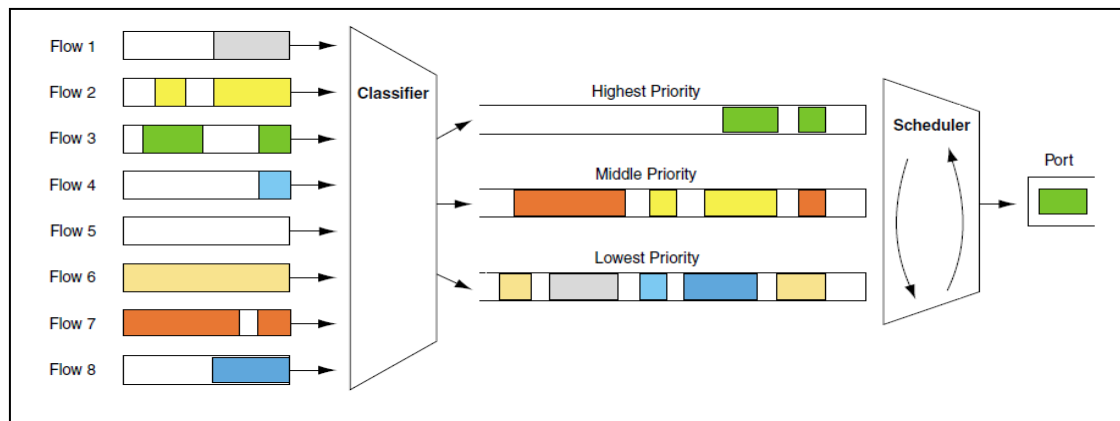 Flow 1
Flow 2
Flow 3
Flow 4
Flow 5
Flow 6
Flow 7
Flow 8
Classifier
Highest Priority
Middle Priority
Lowest Priority
Scheduler
Port